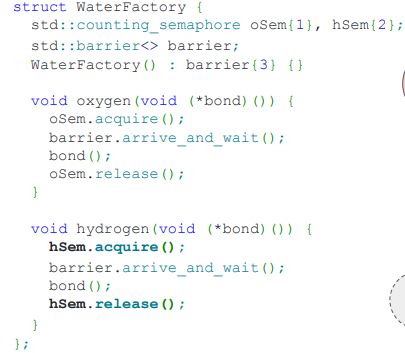 struct WaterFactory {
  std::counting_semaphore oSem{1}, hSem{2};
  std::barrier<> barrier;
  WaterFactory() : barrier{3} {}

  void oxygen(void (*bond)()) {
    oSem.acquire();
    barrier.arrive_and_wait();
    bond();
    oSem.release();
  }

  void hydrogen(void (*bond)()) {
    hSem.acquire();
    barrier.arrive_and_wait();
    bond();
    hSem.release();
  }
};